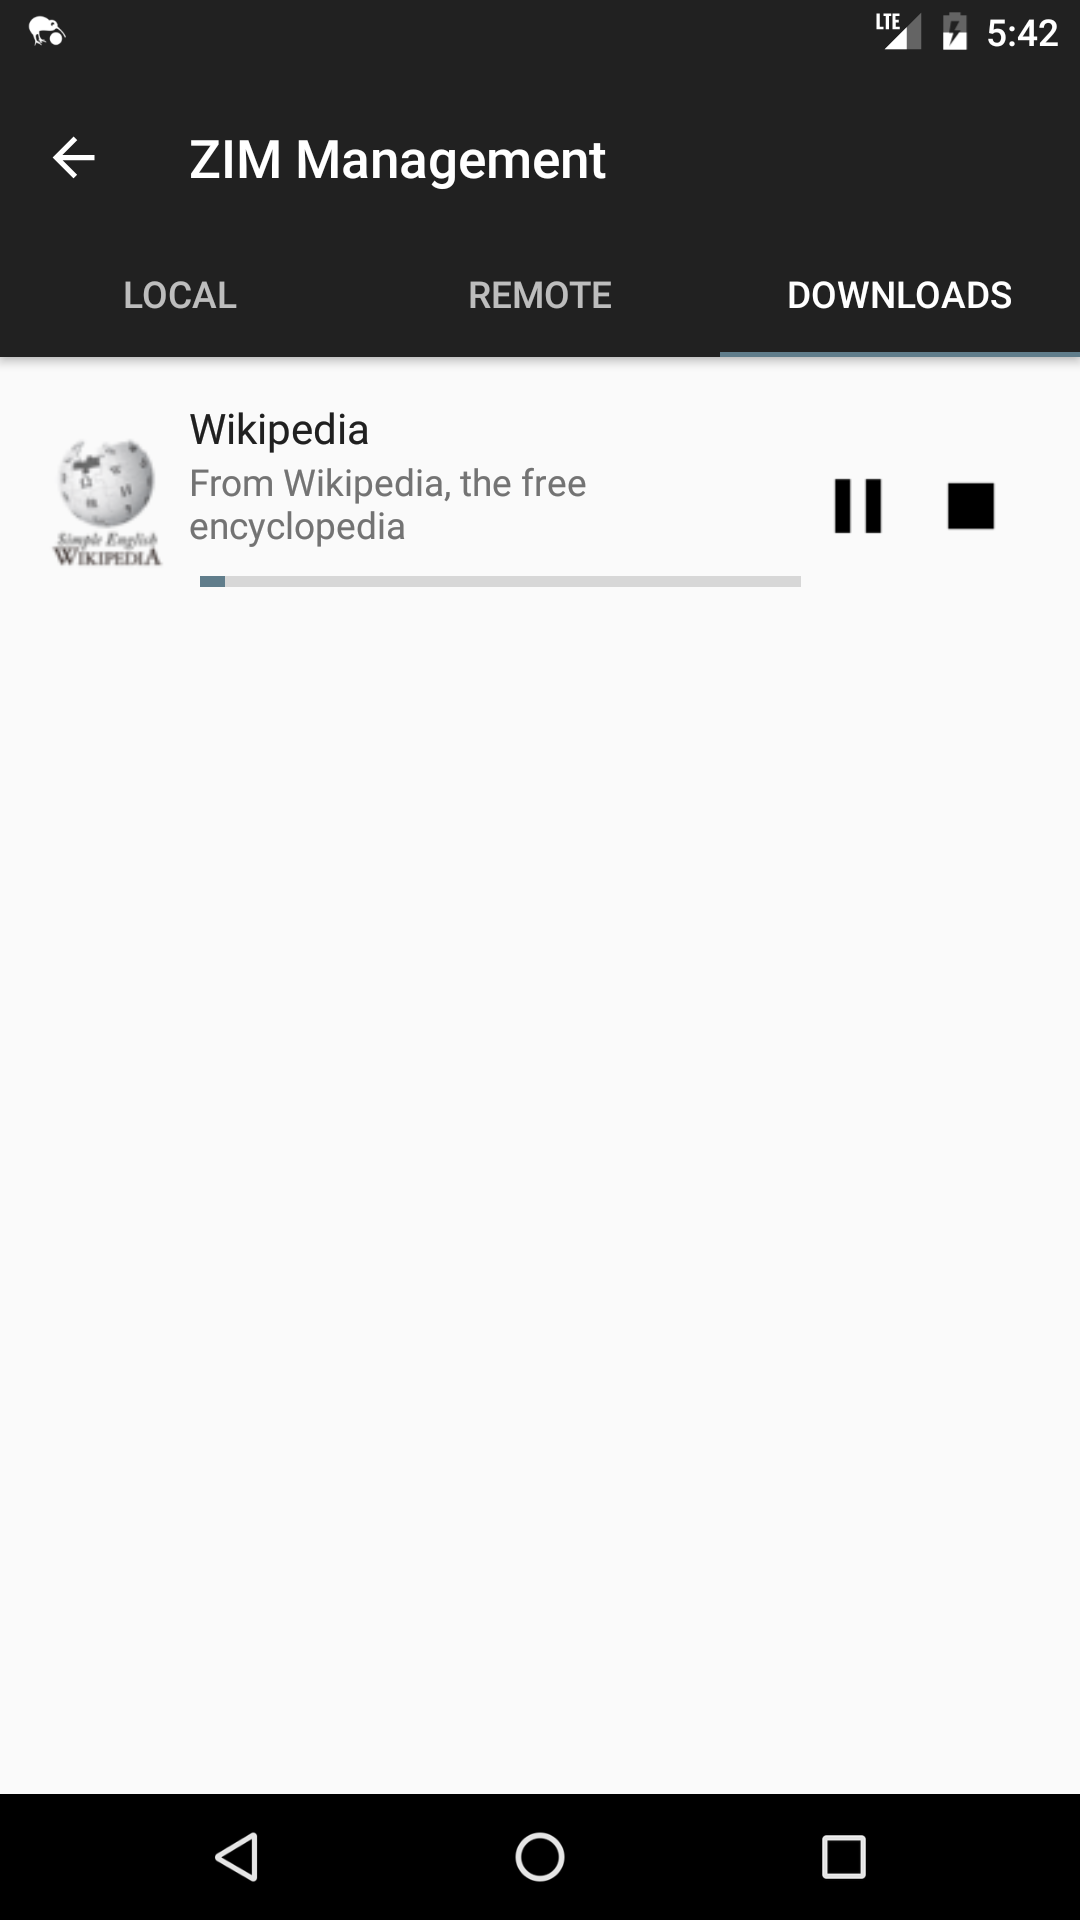 LTE 5:42
ZIM Management
LOCAL REMOTE DOWNLOADS
Wikipedia
From Wikipedia, the free
encyclopedia
Simple English
WIKIPEDIA